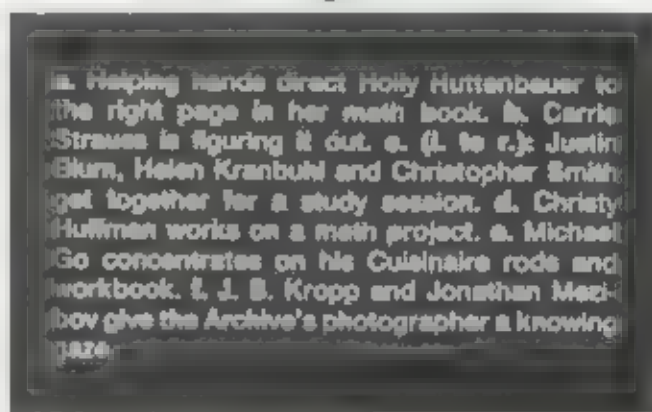 a. Helping hands direct Holly Huttenbauer to
the right page in her math book. b. Carrie
Strauss is figuring it out. c. (l. to r.): Justin
Blum, Helen Kranbuhl and Christopher Smith
get together for a study session. d. Christy
Huffman works on a math project. e. Michael
Go concentrates on his Cuisinaire rods and
workbook. f. J. B. Kropp and Jonathan Mezi-
bov give the Archive's photographer a knowing
gaze.